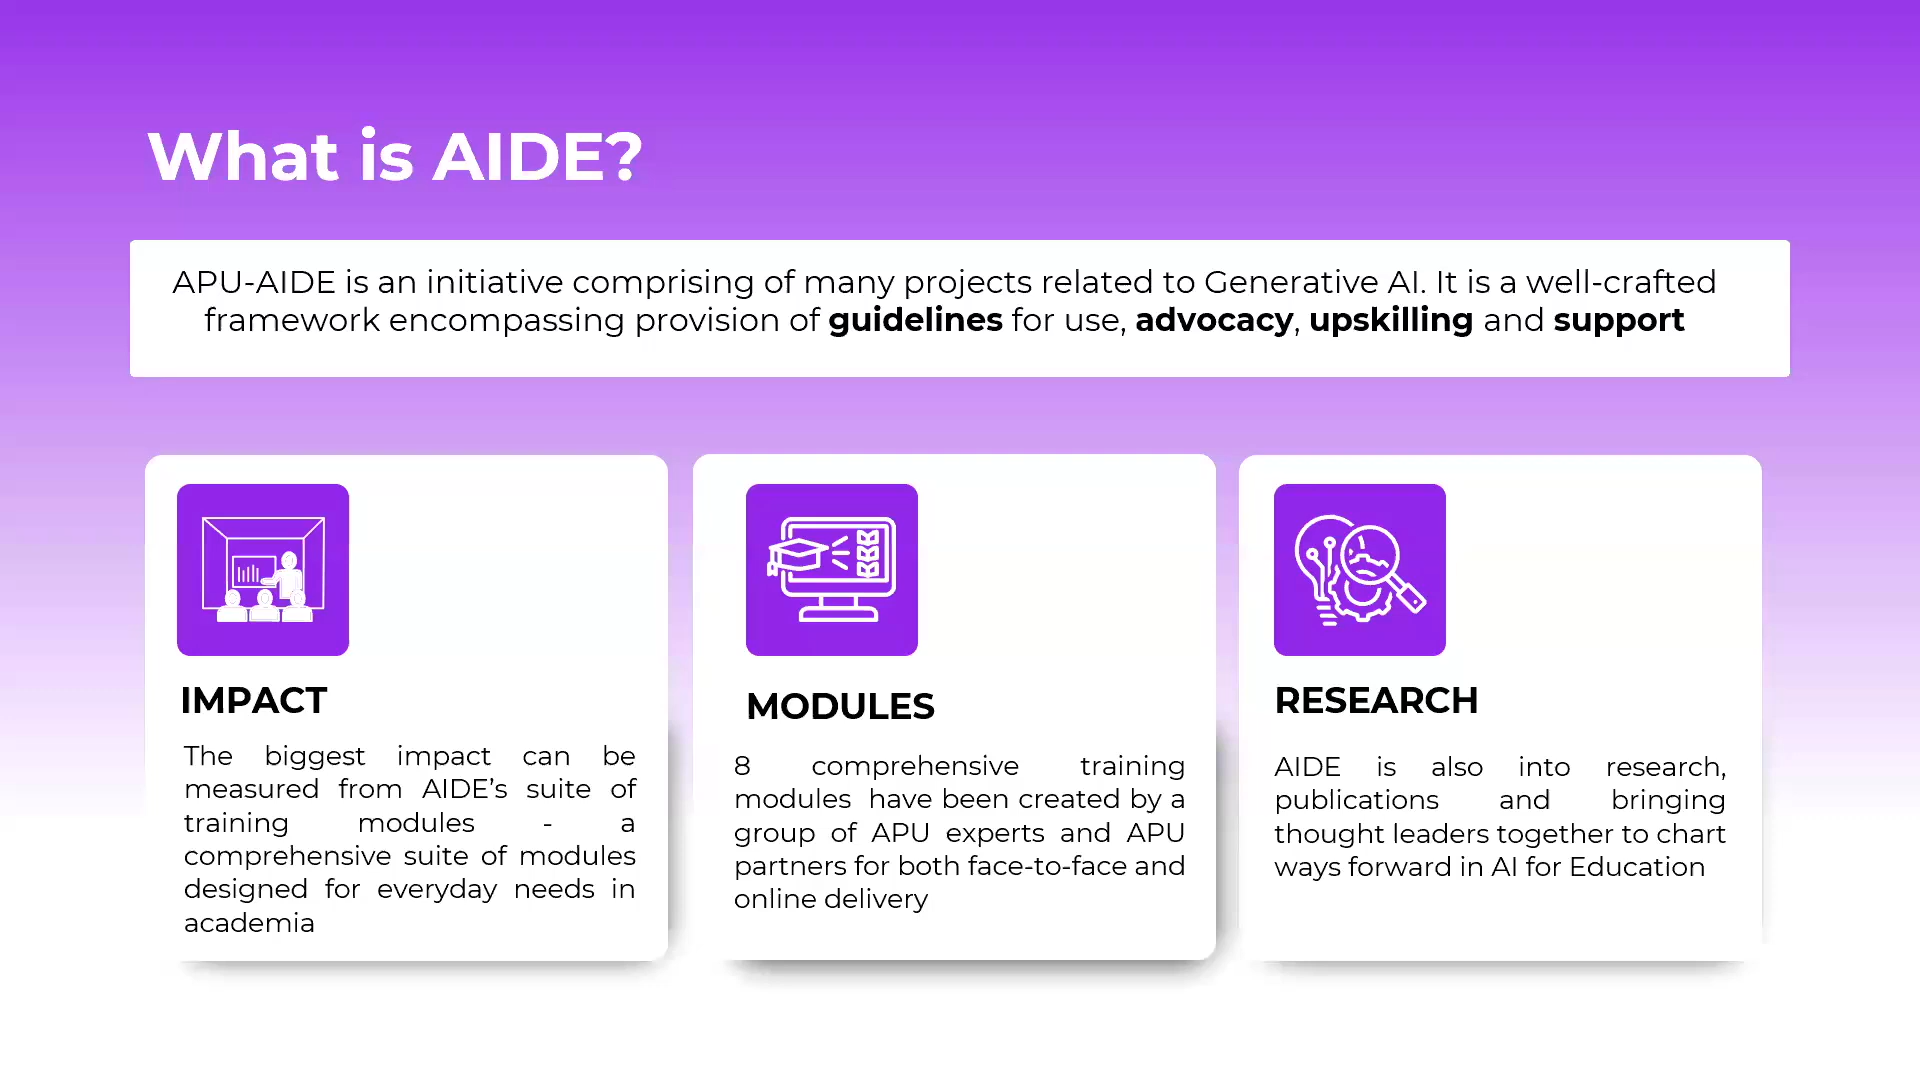 What is AIDE?
APU-AIDE is an initiative comprising of many projects related to Generative AI. It is a well-crafted
framework encompassing provision of guidelines for use, advocacy, upskilling and support
IMPACT
The biggest impact can be
measured from AIDE’s suite of
training modules - a
comprehensive suite of modules
designed for everyday needs in
academia
MODULES
8 comprehensive training
modules have been created by a
group of APU experts and APU
partners for both face-to-face and
online delivery
RESEARCH
AIDE is also into research,
publications and bringing
thought leaders together to chart
ways forward in AI for Education